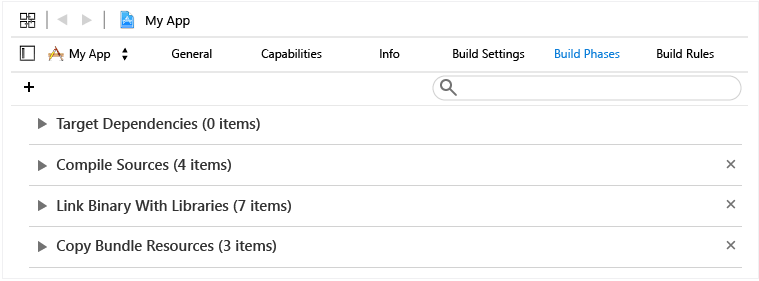 My App
My App General Capabilities Info Build Settings Build Phases Build Rules
+
Target Dependencies (0 items)
Compile Sources (4 items)
Link Binary With Libraries (7 items)
Copy Bundle Resources (3 items)